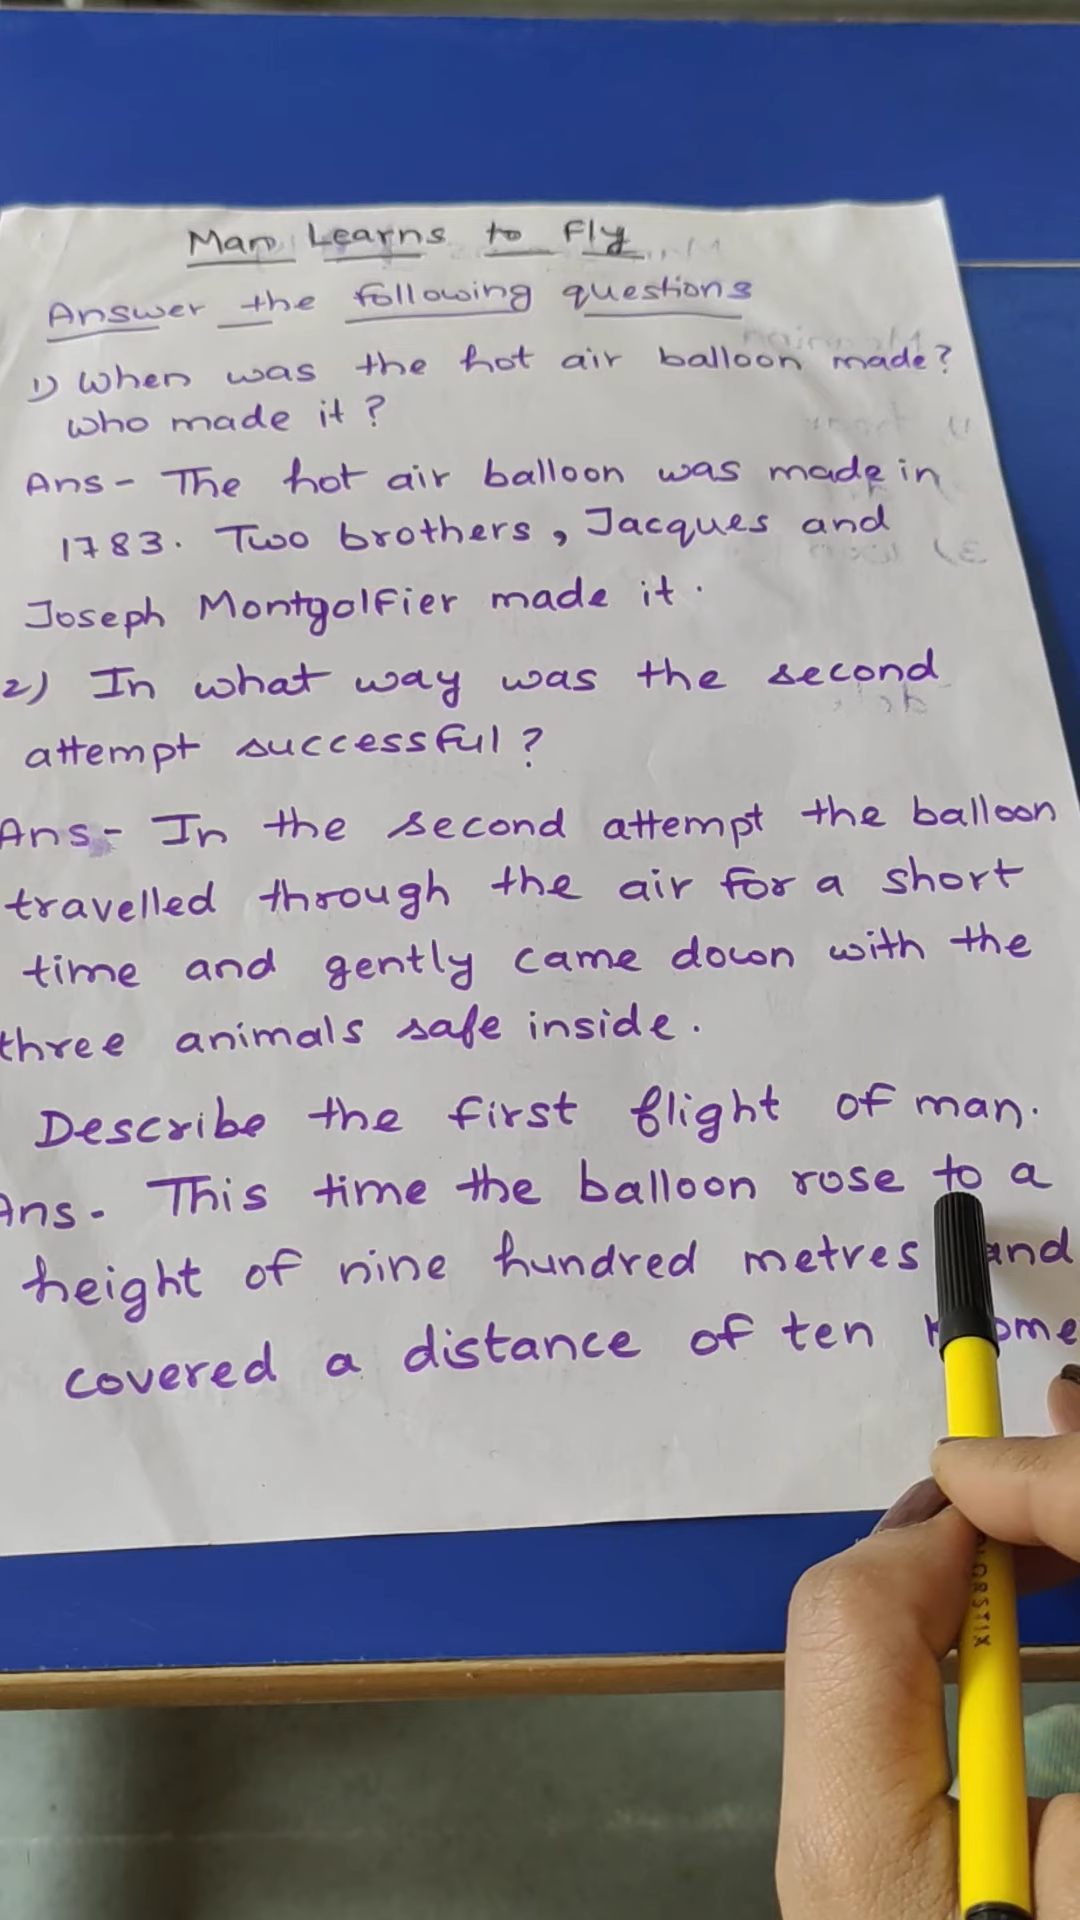 Man Learns to Fly
Answer the following questions
1) When was the hot air balloon made?
who made it?
Ans- The hot air balloon was made in
1783. Two brothers, Jacques and
Joseph Montgolfier made it.
2) In what way was the second
attempt successful?
Ans- In the second attempt the balloon
travelled through the air for a short
time and gently came down with the
three animals safe inside.
Describe the first flight of man.
Ans- This time the balloon rose to a
height of nine hundred metres and
covered a distance of ten